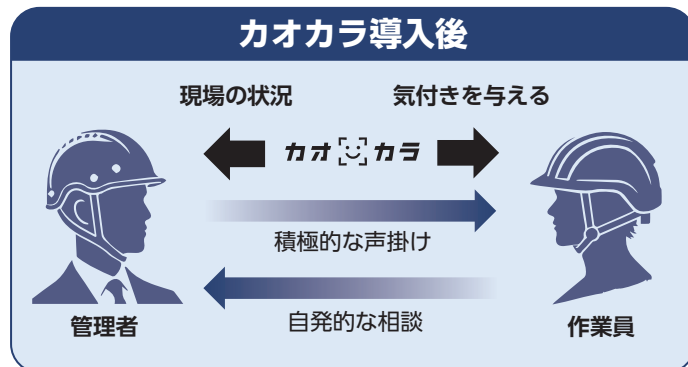 カオカラ導入後
現場の状況
気付きを与える
カオ カラ
積極的な声掛け
自発的な相談
管理者
作業員